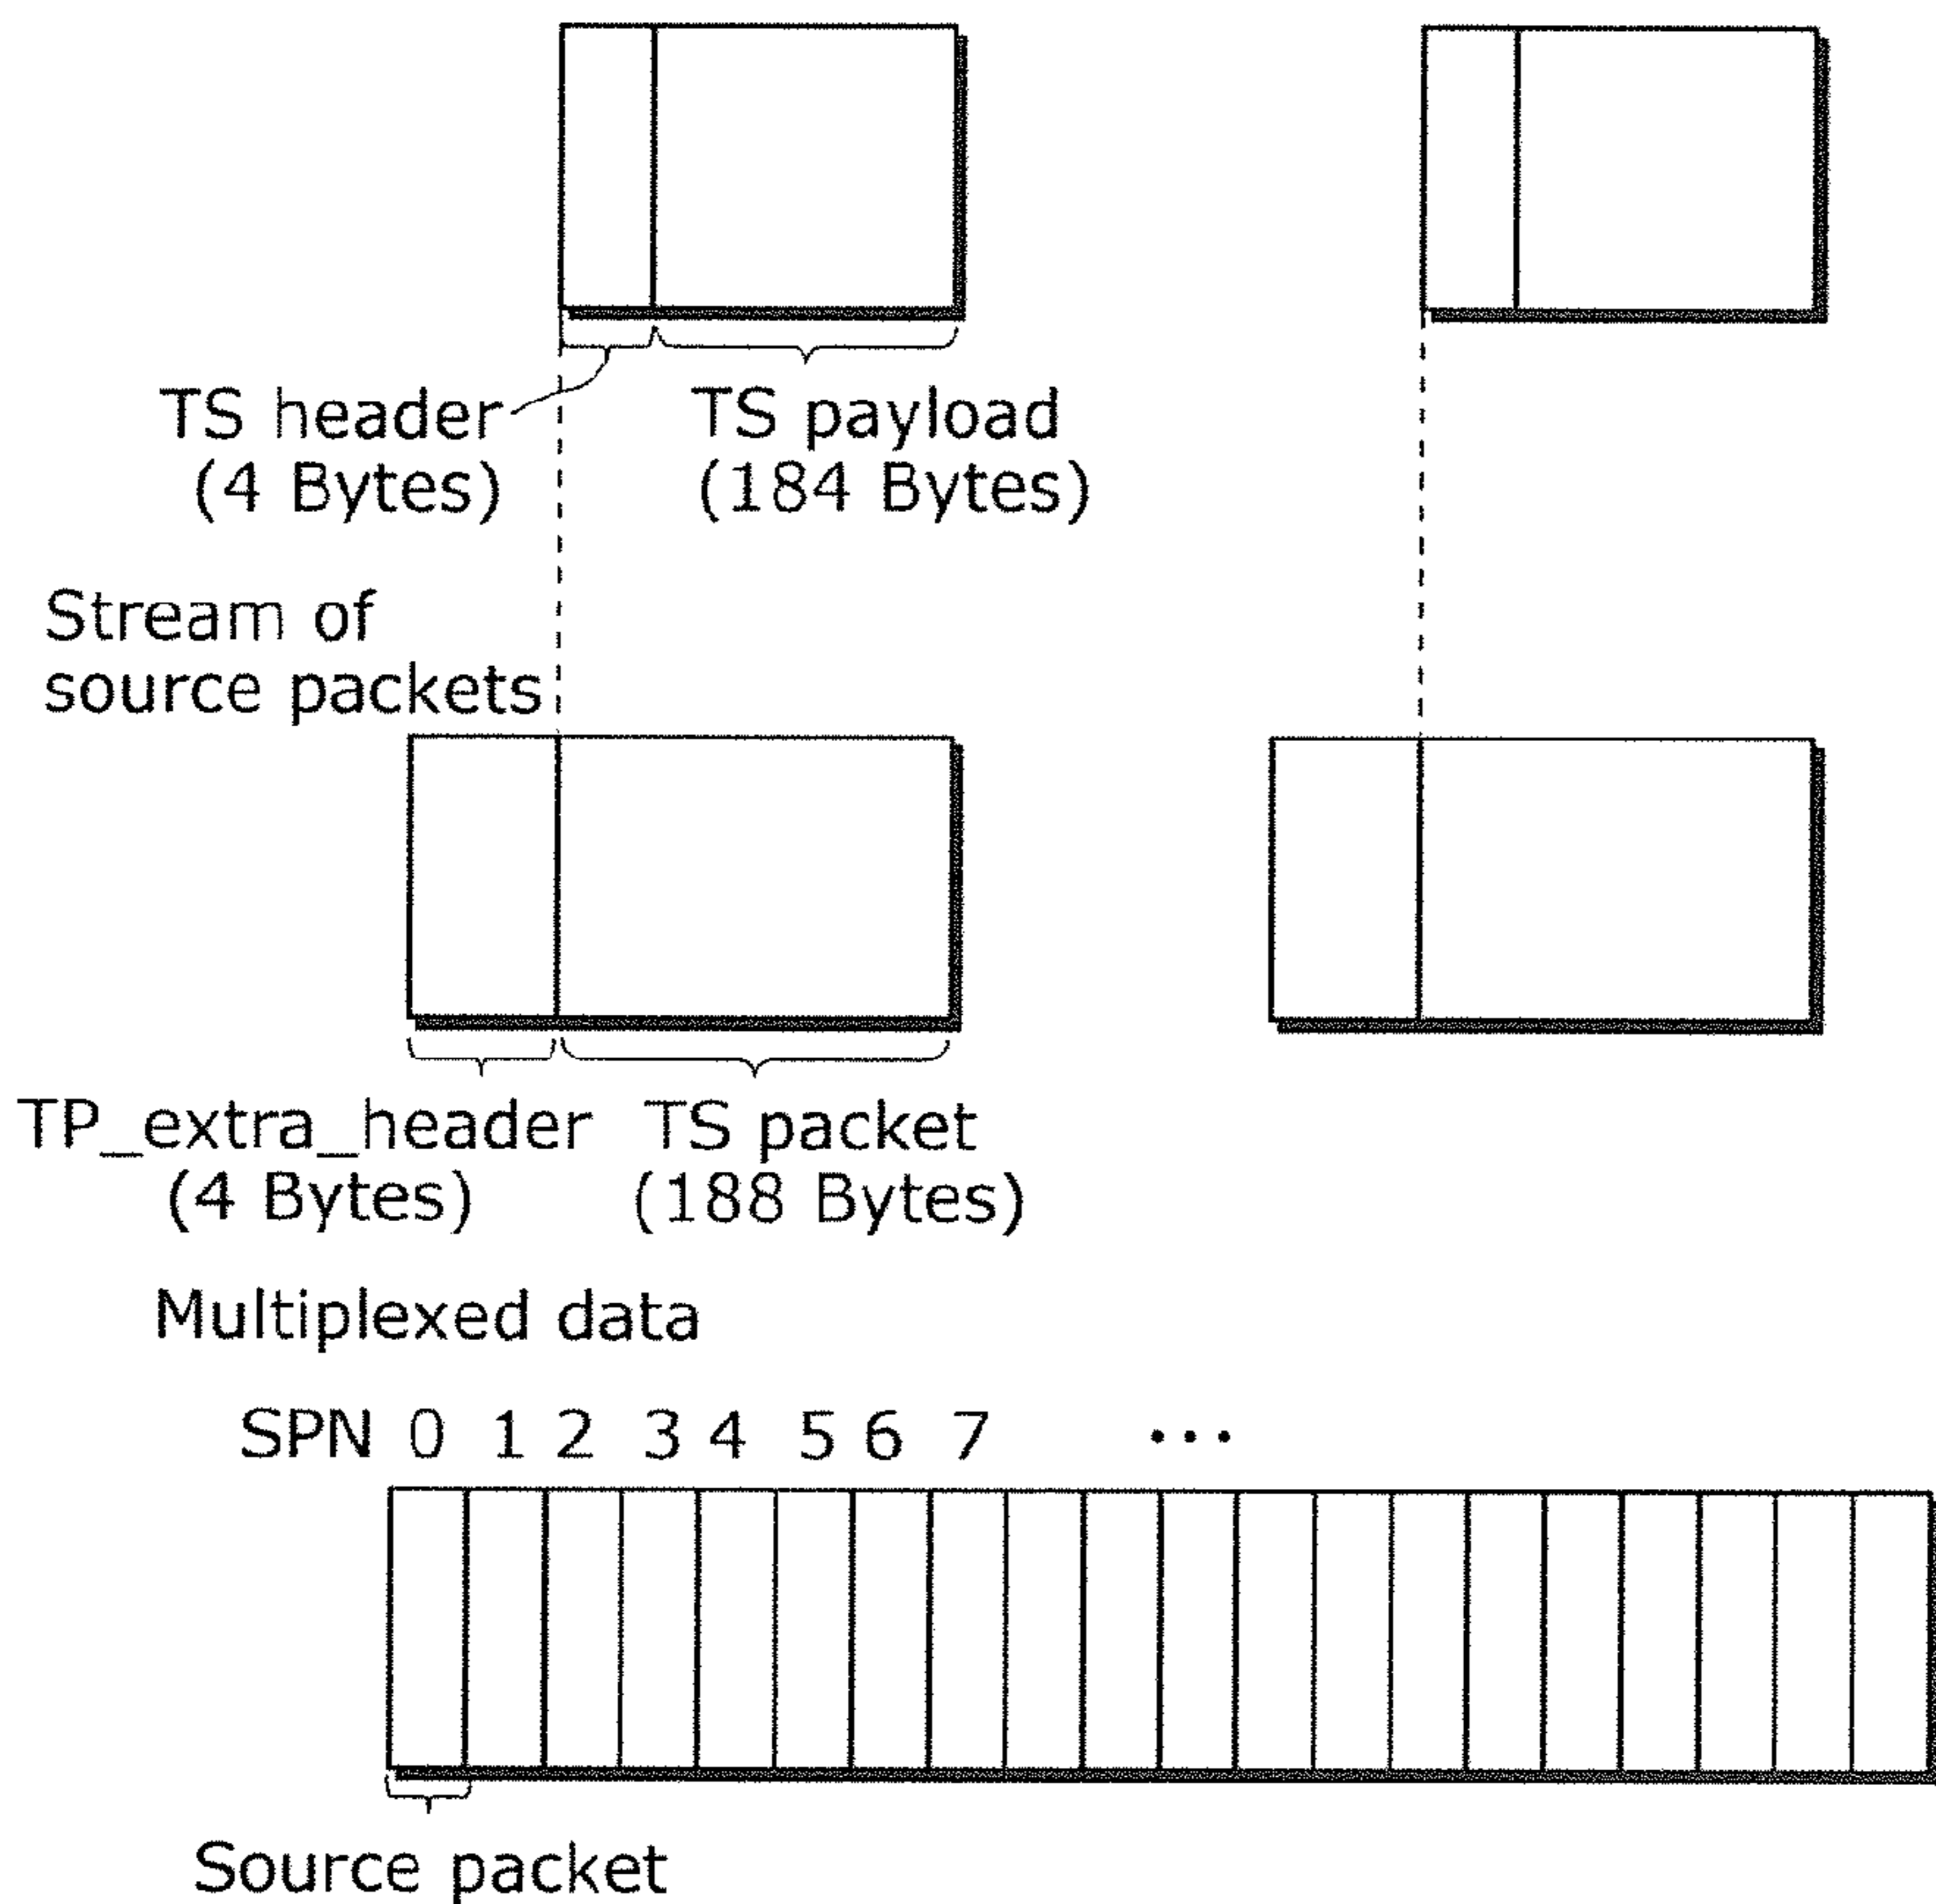 TS header
(4 Bytes)
TS payload
(184 Bytes)
Stream of
source packets
TP_extra_header
(4 Bytes)
TS packet
(188 Bytes)
Multiplexed data
SPN 0 1 2 3 4 5 6 7 ...
Source packet